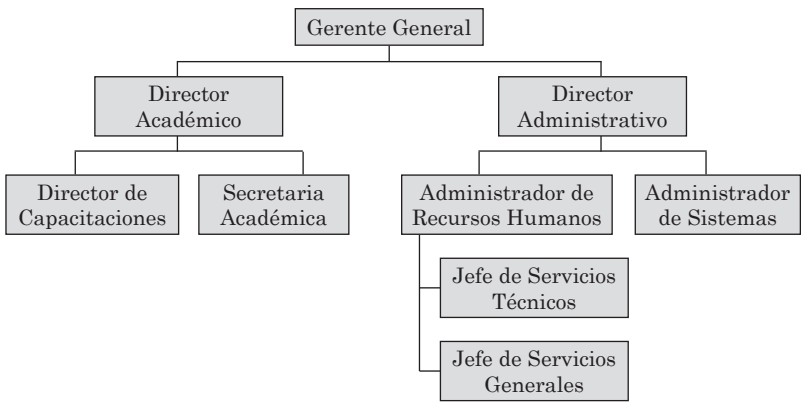 Gerente General
Director
Académico
Director
Administrativo
Director de
Capacitaciones
Secretaria
Académica
Administrador de
Recursos Humanos
Administrador
de Sistemas
Jefe de Servicios
Técnicos
Jefe de Servicios
Generales